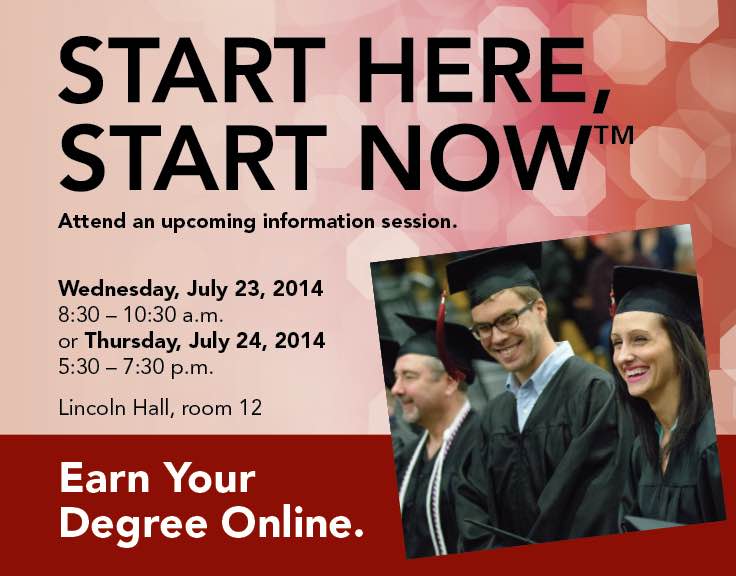 START HERE,
START NOW™
Attend an upcoming information session.
Wednesday, July 23, 2014
8:30 – 10:30 a.m.
or Thursday, July 24, 2014
5:30 – 7:30 p.m.
Lincoln Hall, room 12
Earn Your
Degree Online.